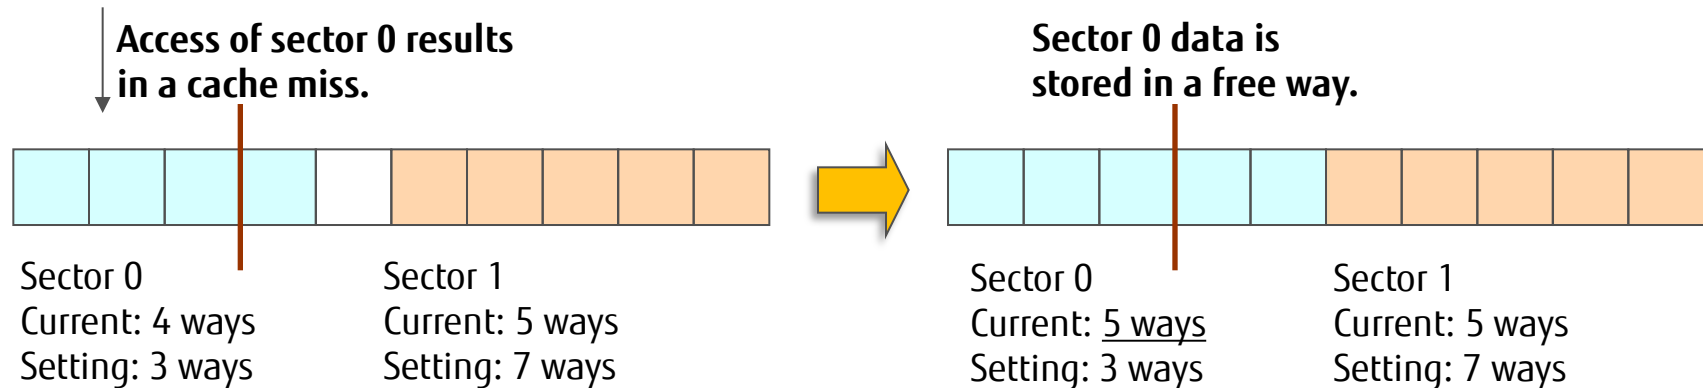 Access of sector 0 results
in a cache miss.
Sector 0 data is
stored in a free way.
Sector 0
Current: 4 ways
Setting: 3 ways
Sector 1
Current: 5 ways
Setting: 7 ways
Sector 0
Current: 5 ways
Setting: 3 ways
Sector 1
Current: 5 ways
Setting: 7 ways